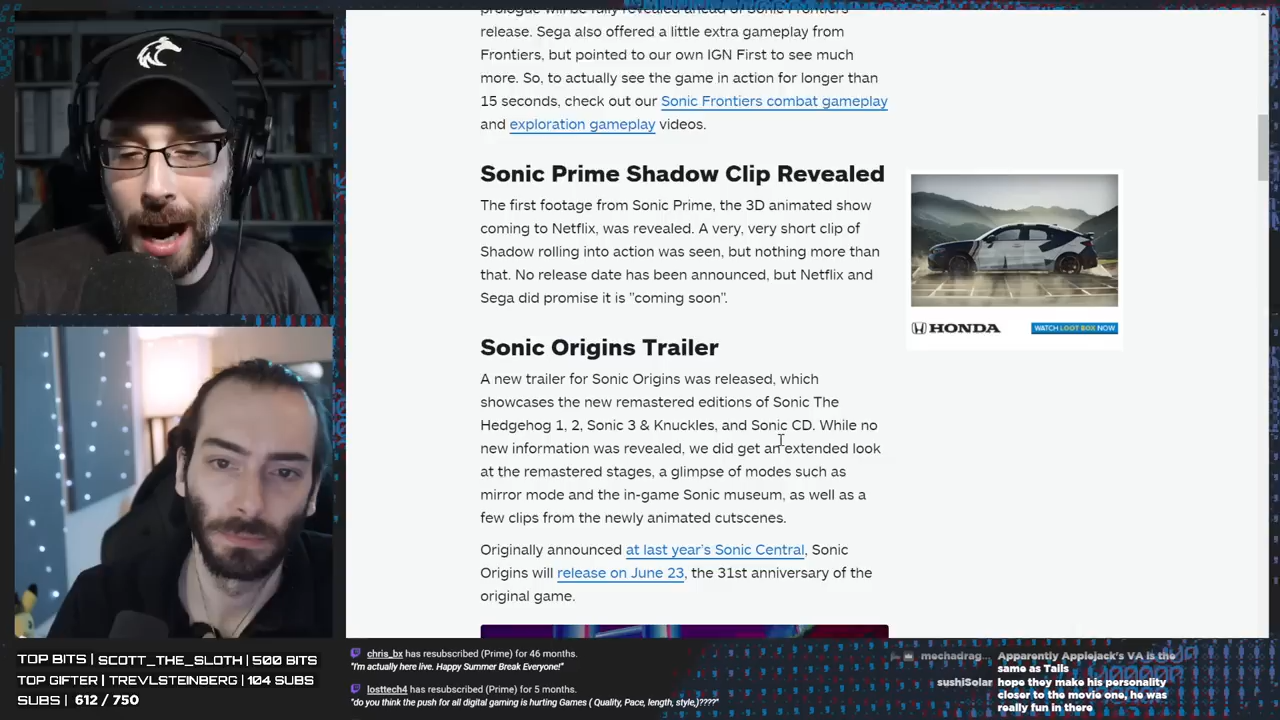 prologue will be fully revealed ahead of Sonic Frontiers'
release. Sega also offered a little extra gameplay from
Frontiers, but pointed to our own IGN First to see much
more. So, to actually see the game in action for longer than
15 seconds, check out our Sonic Frontiers combat gameplay
and exploration gameplay videos.
Sonic Prime Shadow Clip Revealed
The first footage from Sonic Prime, the 3D animated show
coming to Netflix, was revealed. A very, very short clip of
Shadow rolling into action was seen, but nothing more than
that. No release date has been announced, but Netflix and
Sega did promise it is "coming soon".
HONDA
WATCH LOOT BOX NOW
Sonic Origins Trailer
A new trailer for Sonic Origins was released, which
showcases the new remastered editions of Sonic The
Hedgehog 1, 2, Sonic 3 & Knuckles, and Sonic CD. While no
new information was revealed, we did get an extended look
at the remastered stages, a glimpse of modes such as
mirror mode and the in-game Sonic museum, as well as a
few clips from the newly animated cutscenes.
Originally announced at last year's Sonic Central, Sonic
Origins will release on June 23, the 31st anniversary of the
original game.
TOP BITS | SCOTT_THE_SLOTH | 500 BITS
TOP GIFTER | TREVLSTEINBERG | 104 SUBS
SUBS | 612 / 750
chris_bx has resubscribed (Prime) for 46 months.
"I'm actually here live. Happy Summer Break Everyone!"
losttech4 has resubscribed (Prime) for 5 months.
"do you think the push for all digital gaming is hurting Games ( Quality, Pace, length, style,)????"
mechadrag... Apparently Applejack's VA is the
same as Tails
sushiSolar hope they make his personality
closer to the movie one, he was
really fun in there